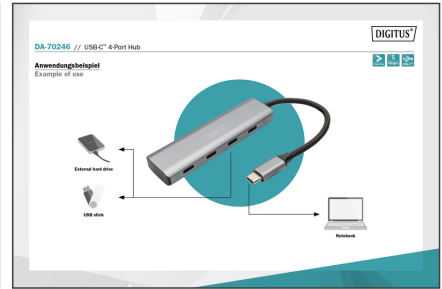 DIGITUS®
DA-70246 // USB-C™ 4-Port Hub
Anwendungsbeispiel
Example of use
External hard drive
USB stick
Notebook